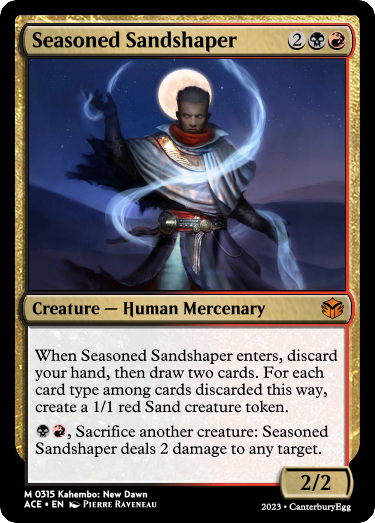 Seasoned Sandshaper 2
Creature — Human Mercenary
When Seasoned Sandshaper enters, discard
your hand, then draw two cards. For each
card type among cards discarded this way,
create a 1/1 red Sand creature token.
, Sacrifice another creature: Seasoned
Sandshaper deals 2 damage to any target.
2/2
M 0315 Kahembo: New Dawn
ACE • EN Pierre Raveneau
2023 • CanterburyEgg